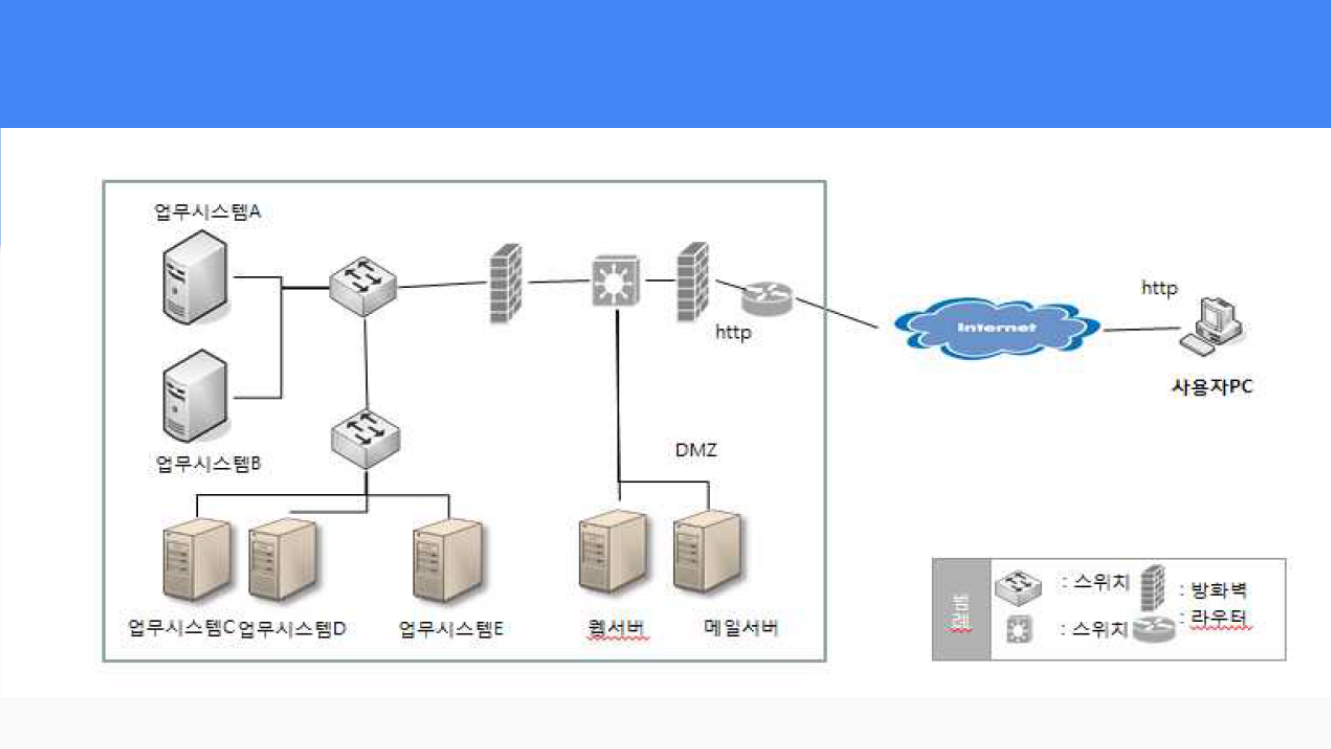 업무시스템A
http
Internet
http
사용자PC
업무시스템B
DMZ
업무시스템C
업무시스템D
업무시스템E
웹서버
메일서버
: 스위치
: 방화벽
: 스위치
: 라우터